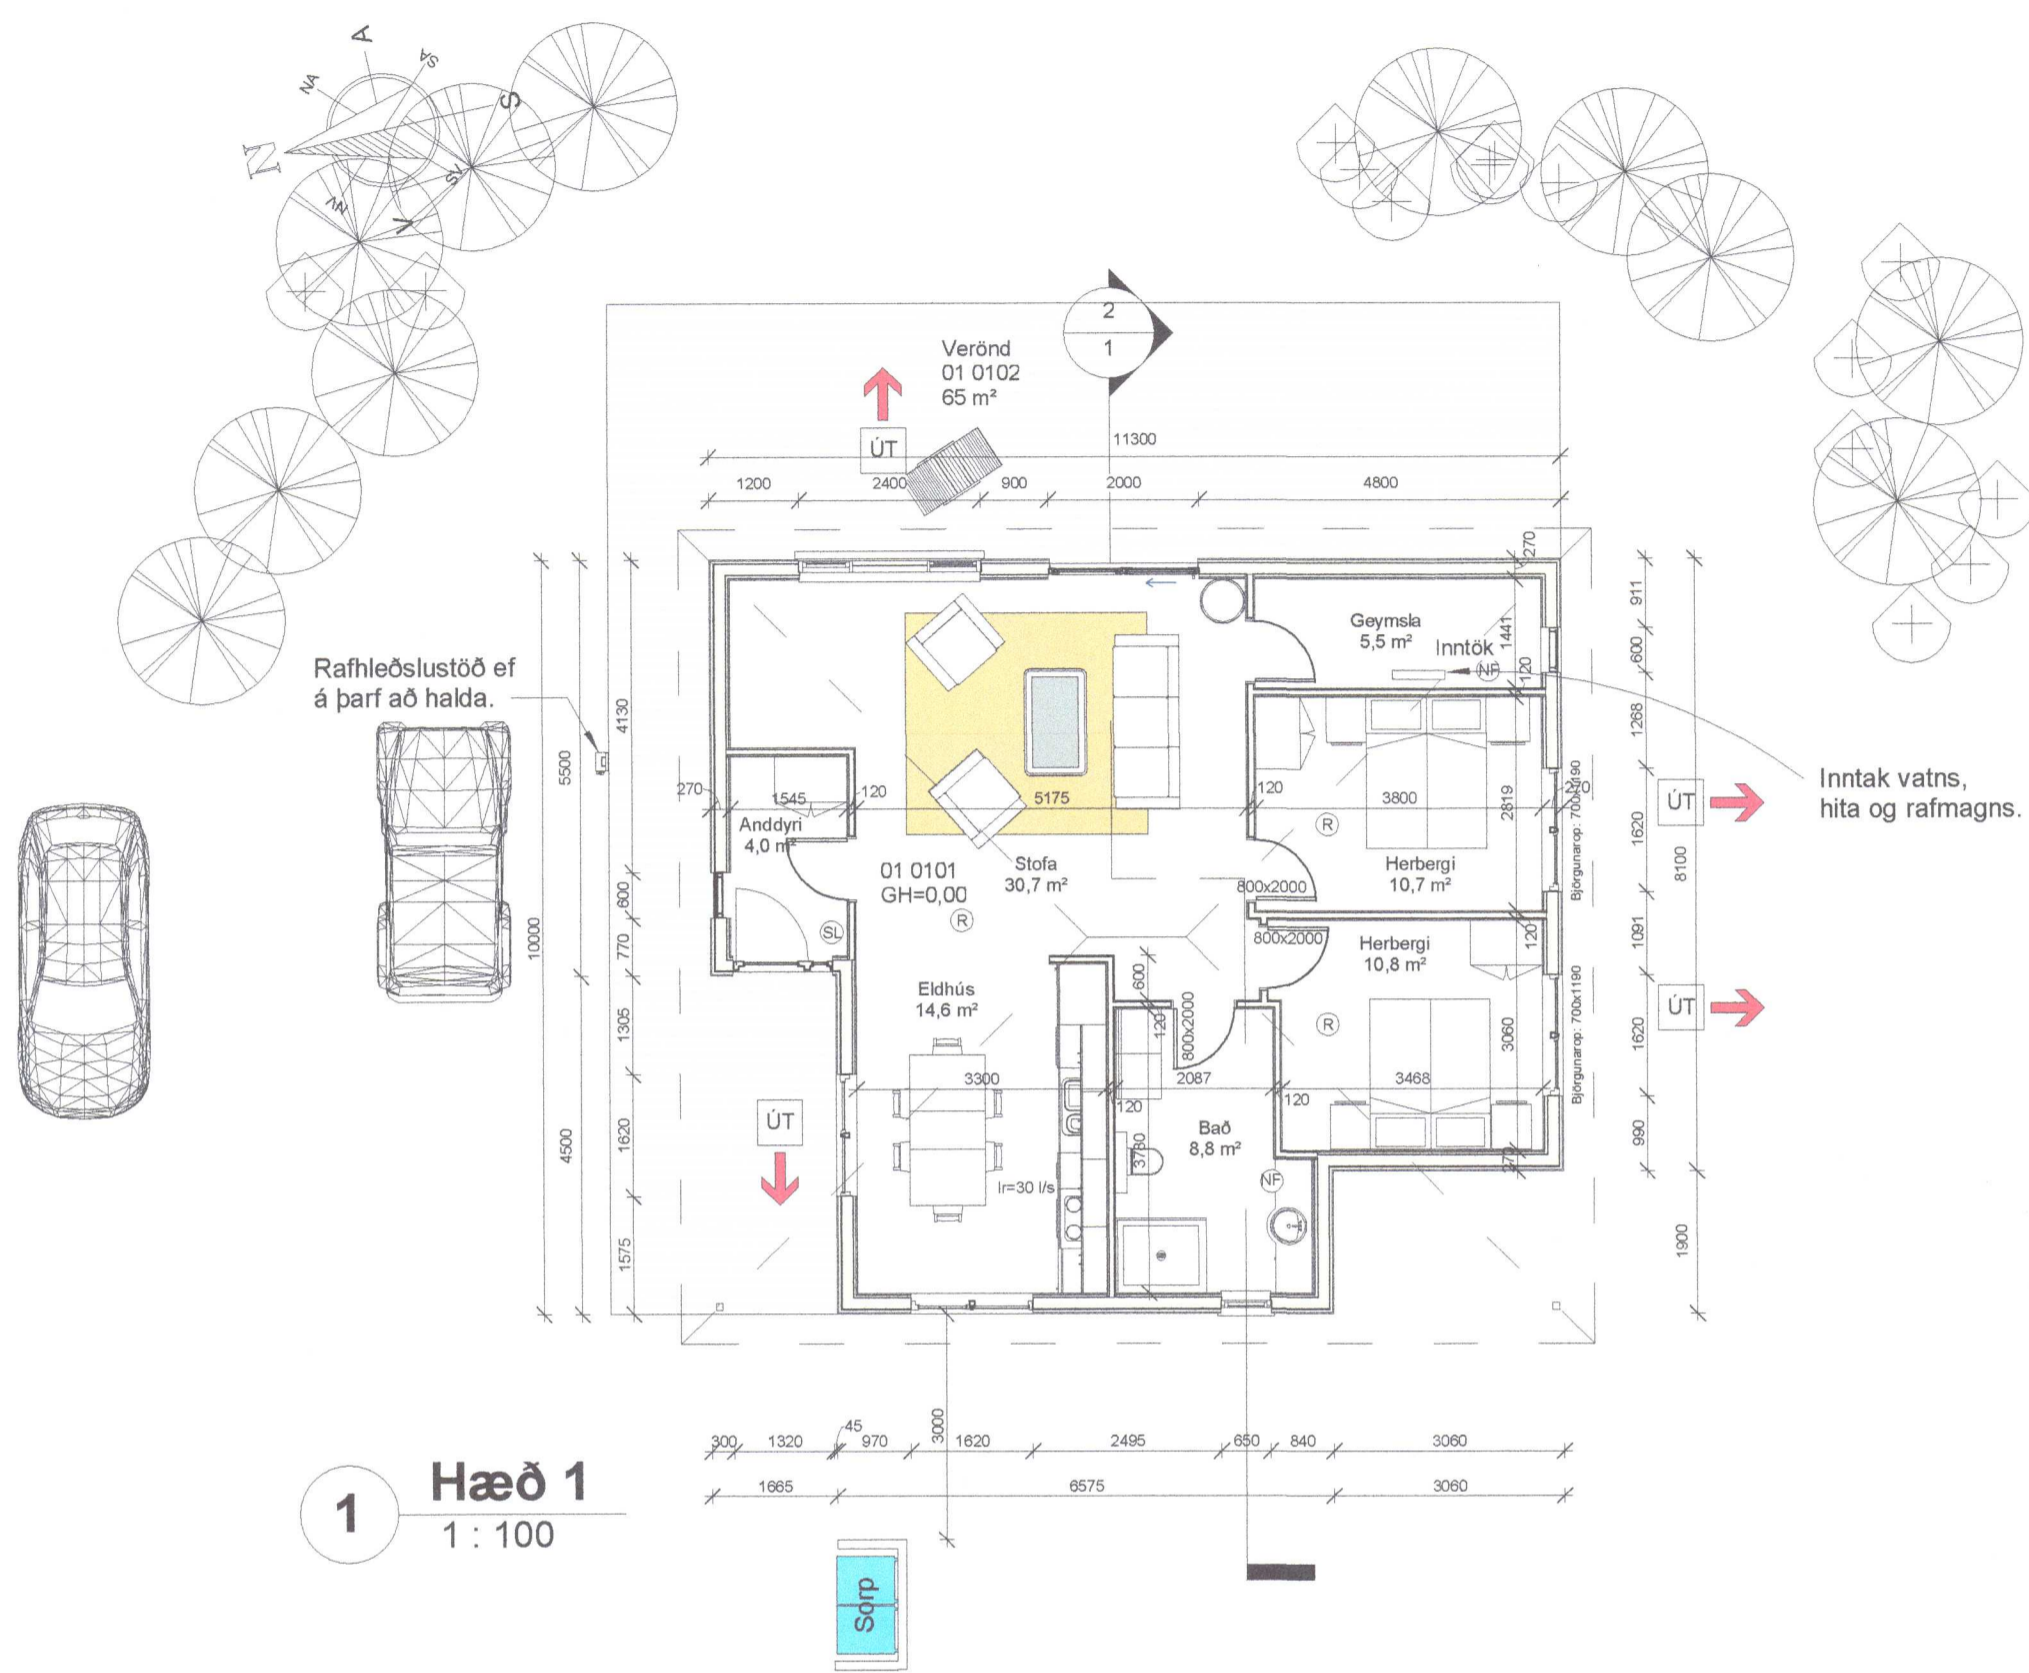 N
NA
A
SA
S
SV
V
NV
Verönd
01 0102
65 m²
2
1
ÚT
11300
1200
2400
900
2000
4800
270
Rafhleðslustöð ef
á þarf að halda.
10000
5500
4500
4130
600
770
1305
1620
1575
Geymsla
5,5 m²
Inntök
NF
1441
120
911
600
1268
1620
1091
1620
990
8100
1900
Inntak vatns,
hita og rafmagns.
270
1545
120
5175
120
3800
270
2819
Anddyri
4,0 m²
01 0101
GH=0,00
R
SL
Stofa
30,7 m²
R
Herbergi
10,7 m²
800x2000
Björgunarop: 700x1190
ÚT
800x2000
Herbergi
10,8 m²
120
R
3060
Björgunarop: 700x1190
ÚT
Eldhús
14,6 m²
600
120
800x2000
3300
120
2087
120
3468
ÚT
Bað
8,8 m²
3780
NF
270
Ir=30 l/s
3000
300
1320
45
970
1620
2495
650
840
3060
1665
6575
3060
1
Hæð 1
1 : 100
Sorp